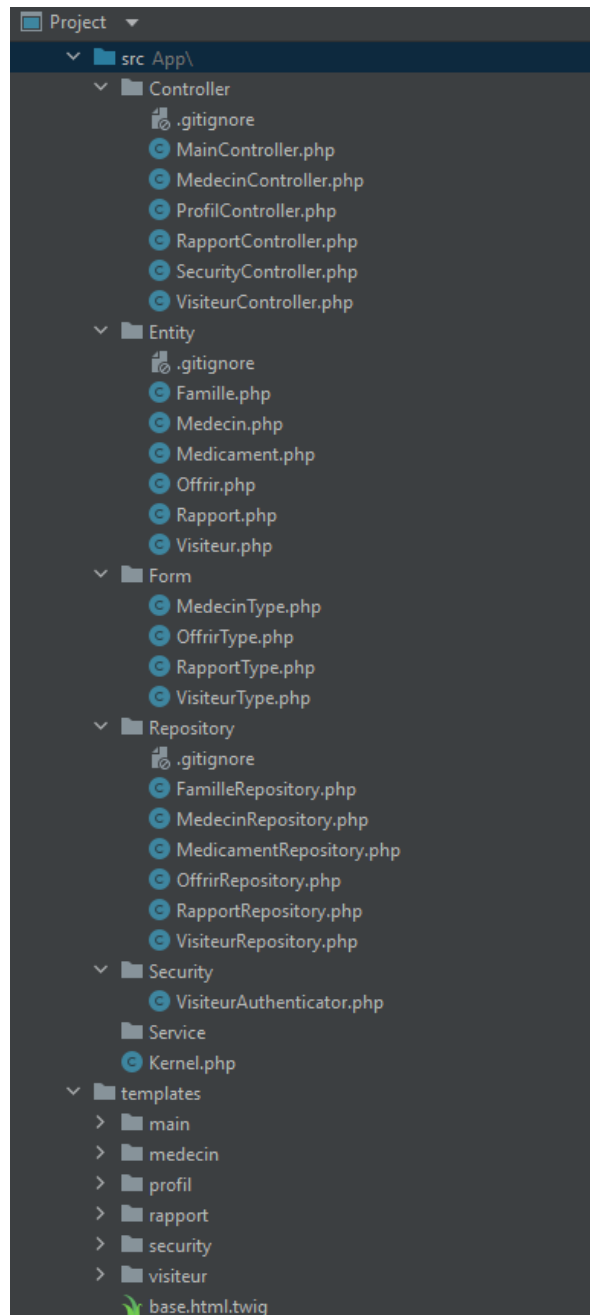 Project
src App\
Controller
.gitignore
MainController.php
MedecinController.php
ProfilController.php
RapportController.php
SecurityController.php
VisiteurController.php
Entity
.gitignore
Famille.php
Medecin.php
Medicament.php
Offrir.php
Rapport.php
Visiteur.php
Form
MedecinType.php
OffrirType.php
RapportType.php
VisiteurType.php
Repository
.gitignore
FamilleRepository.php
MedecinRepository.php
MedicamentRepository.php
OffrirRepository.php
RapportRepository.php
VisiteurRepository.php
Security
VisiteurAuthenticator.php
Service
Kernel.php
templates
main
medecin
profil
rapport
security
visiteur
base.html.twig